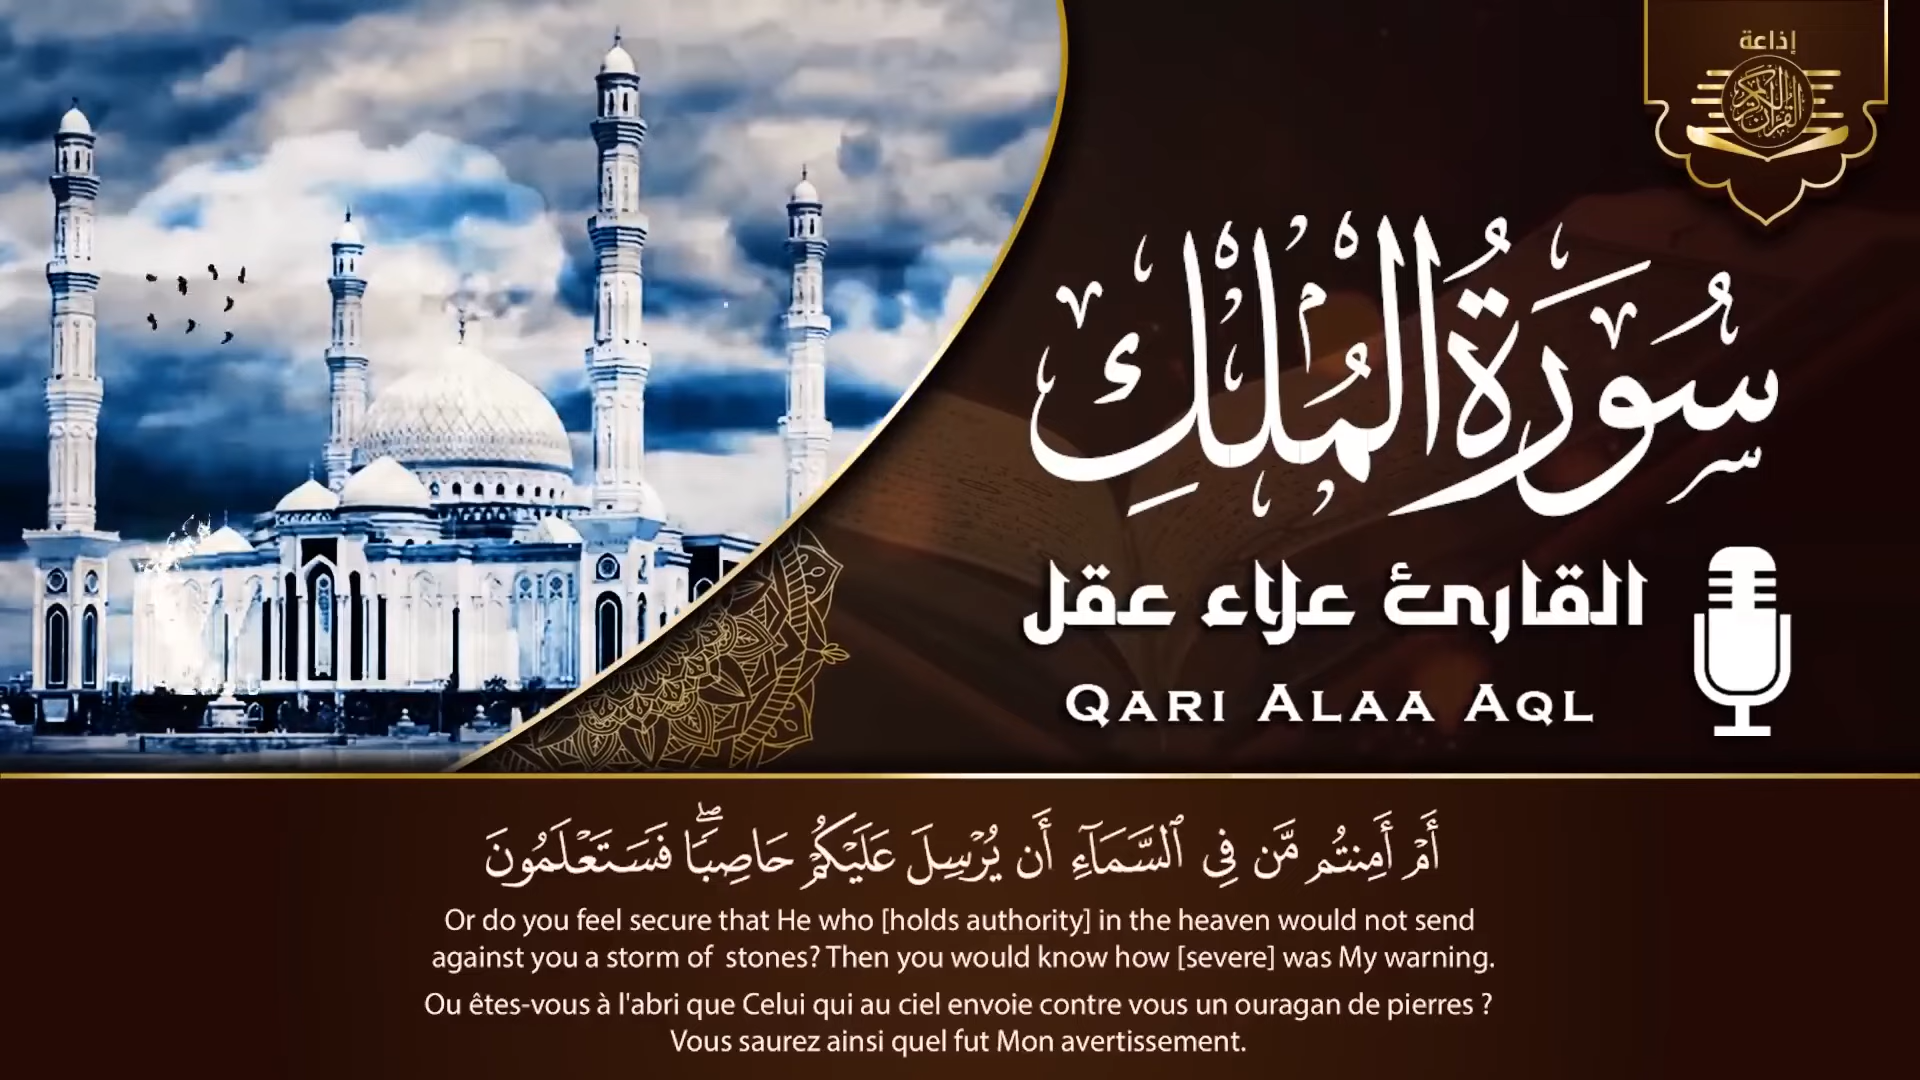 إذاعة
القرآن الكريم
سُورَةُ الْمُلْكِ
القارئ علاء عقل
QARI ALAA AQL
أَمْ أَمِنتُم مَّن فِي ٱلسَّمَآءِ أَن يُرْسِلَ عَلَيْكُمْ حَاصِبًۭا ۖ فَسَتَعْلَمُونَ
Or do you feel secure that He who [holds authority] in the heaven would not send
against you a storm of stones? Then you would know how [severe] was My warning.
Ou êtes-vous à l'abri que Celui qui au ciel envoie contre vous un ouragan de pierres ?
Vous saurez ainsi quel fut Mon avertissement.